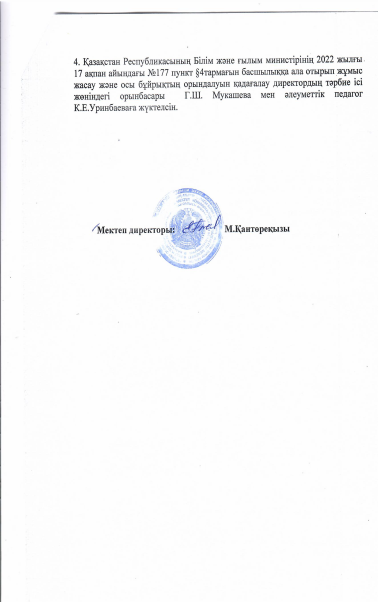 4. Қазақстан Республикасының Білім және ғылым министірінің 2022 жылғы
17 ақпан айындағы №177 пункт §4тармағын басшылыққа ала отырып жұмыс
жасау және осы бұйрықтың орындалуын қадағалау директордың тәрбие ісі
жөніндегі орынбасары Г.Ш. Мукашева мен әлеуметтік педагог
К.Е.Уринбаеваға жүктелсін.
Мектеп директоры: М.Қантөреқызы